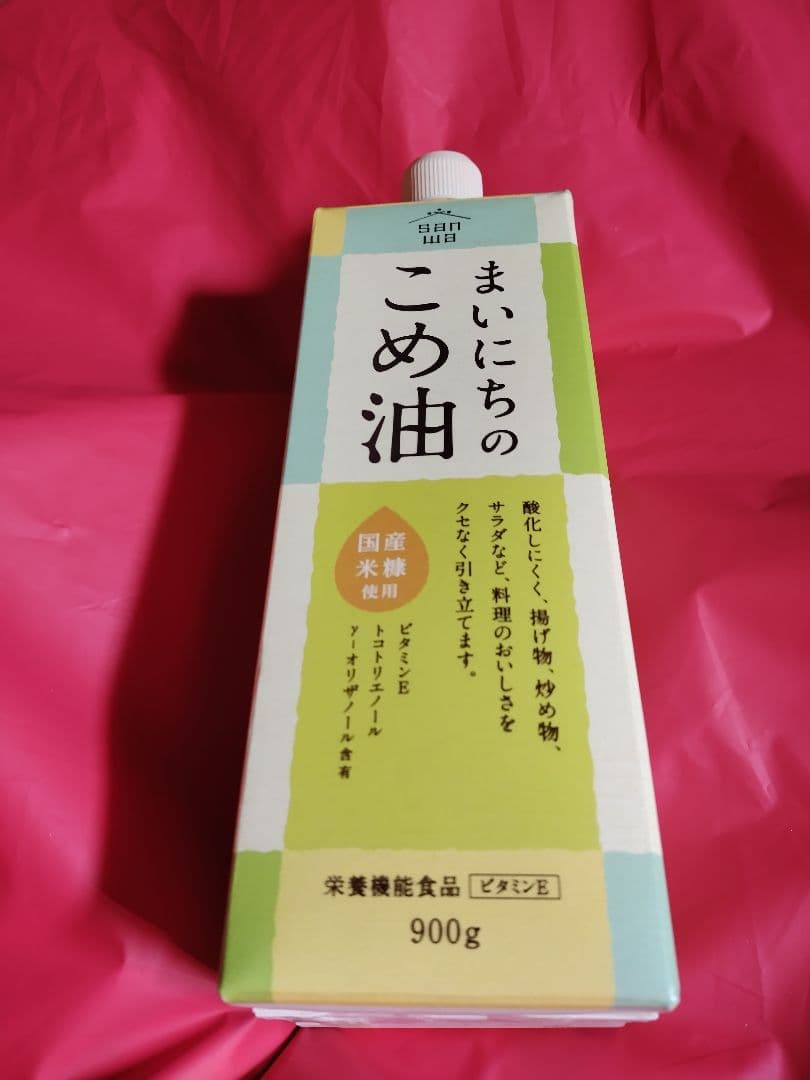 san
wa
まいにちの
こめ油
酸化しにくく、揚げ物、炒め物、
サラダなど、料理のおいしさを
クセなく引き立てます。
国産
米糠
使用
ビタミンE
トコトリエノール
γ-オリザノール含有
栄養機能食品 ビタミンE
900g